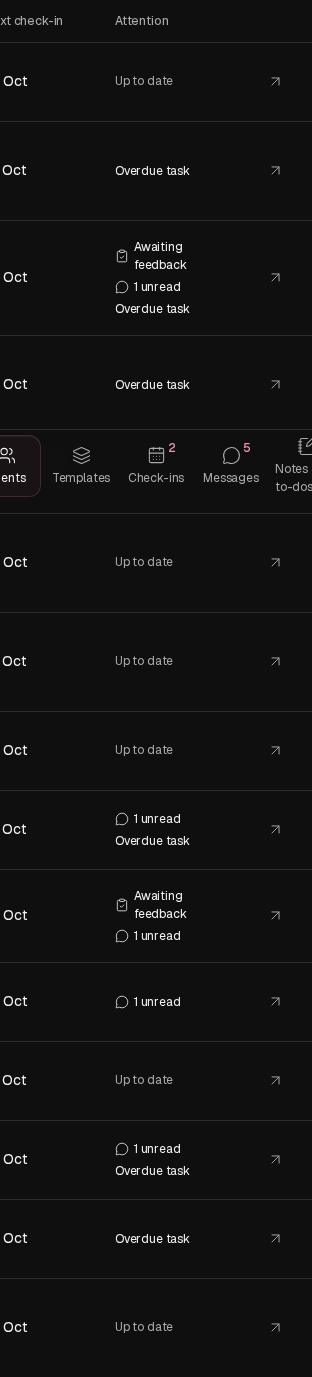 xt check-in Attention
Oct Up to date
Oct Overdue task
Awaiting
feedback
Oct 1 unread
Overdue task
Oct Overdue task
2 5
ents Templates Check-ins Messages Notes
to-dos
Oct Up to date
Oct Up to date
Oct Up to date
1 unread
Oct
Overdue task
Awaiting
feedback
Oct
1 unread
Oct 1 unread
Oct Up to date
1 unread
Oct
Overdue task
Oct Overdue task
Oct Up to date